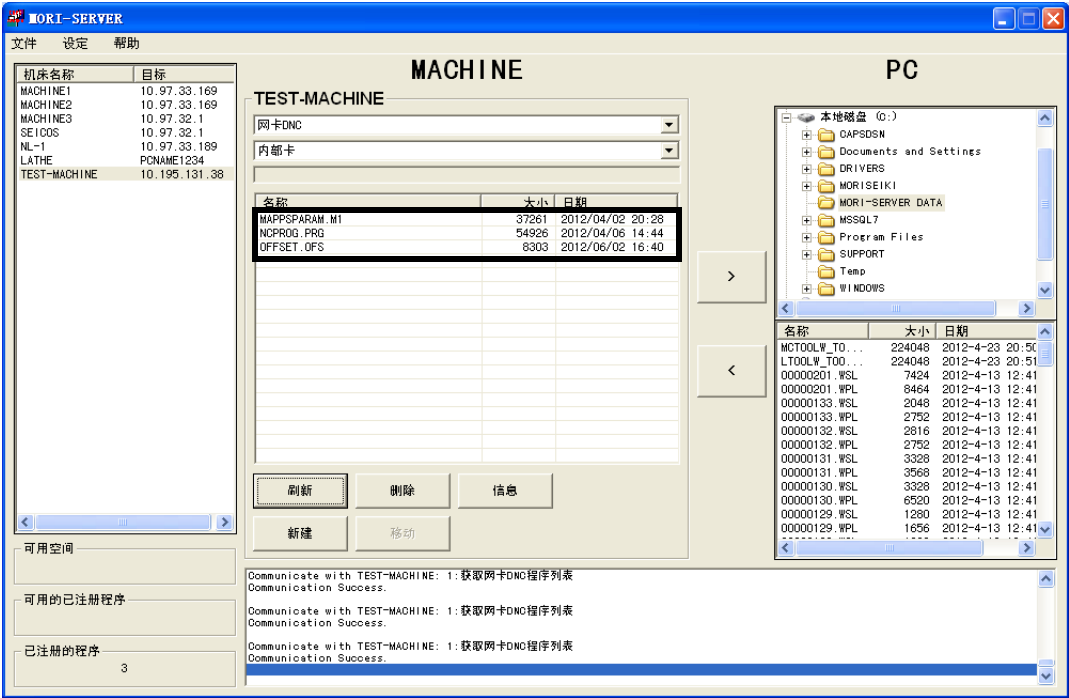 MORI-SERVER
文件 设定 帮助
机床名称 目标
MACHINE1 10.97.33.169
MACHINE2 10.97.33.169
MACHINE3 10.97.32.1
SEICOS 10.97.32.1
NL-1 10.97.33.189
LATHE PCNAME1234
TEST-MACHINE 10.195.131.38
可用空间
可用的已注册程序
已注册的程序
3
MACHINE
TEST-MACHINE
网卡DNC
内部卡
名称 大小 日期
MAPPSPARAM.M1 37261 2012/04/02 20:28
NCPROG.PRG 54926 2012/04/06 14:44
OFFSET.OFS 8303 2012/06/02 16:40
刷新 删除 信息
新建 移动
>
<
PC
本地磁盘 (C:)
CAPSDSN
Documents and Settings
DRIVERS
MORISEIKI
MORI-SERVER DATA
MSSQL7
Program Files
SUPPORT
Temp
WINDOWS
名称 大小 日期
MCTOOLW_TO... 224048 2012-4-23 20:50
LTOOLW_TOO... 224048 2012-4-23 20:51
00000201.WSL 7424 2012-4-13 12:41
00000201.WPL 8464 2012-4-13 12:41
00000133.WSL 2048 2012-4-13 12:41
00000133.WPL 2752 2012-4-13 12:41
00000132.WSL 2816 2012-4-13 12:41
00000132.WPL 2752 2012-4-13 12:41
00000131.WSL 3328 2012-4-13 12:41
00000131.WPL 3568 2012-4-13 12:41
00000130.WSL 3328 2012-4-13 12:41
00000130.WPL 6520 2012-4-13 12:41
00000129.WSL 1280 2012-4-13 12:41
00000129.WPL 1656 2012-4-13 12:41
Communicate with TEST-MACHINE: 1:获取网卡DNC程序列表
Communication Success.
Communicate with TEST-MACHINE: 1:获取网卡DNC程序列表
Communication Success.
Communicate with TEST-MACHINE: 1:获取网卡DNC程序列表
Communication Success.